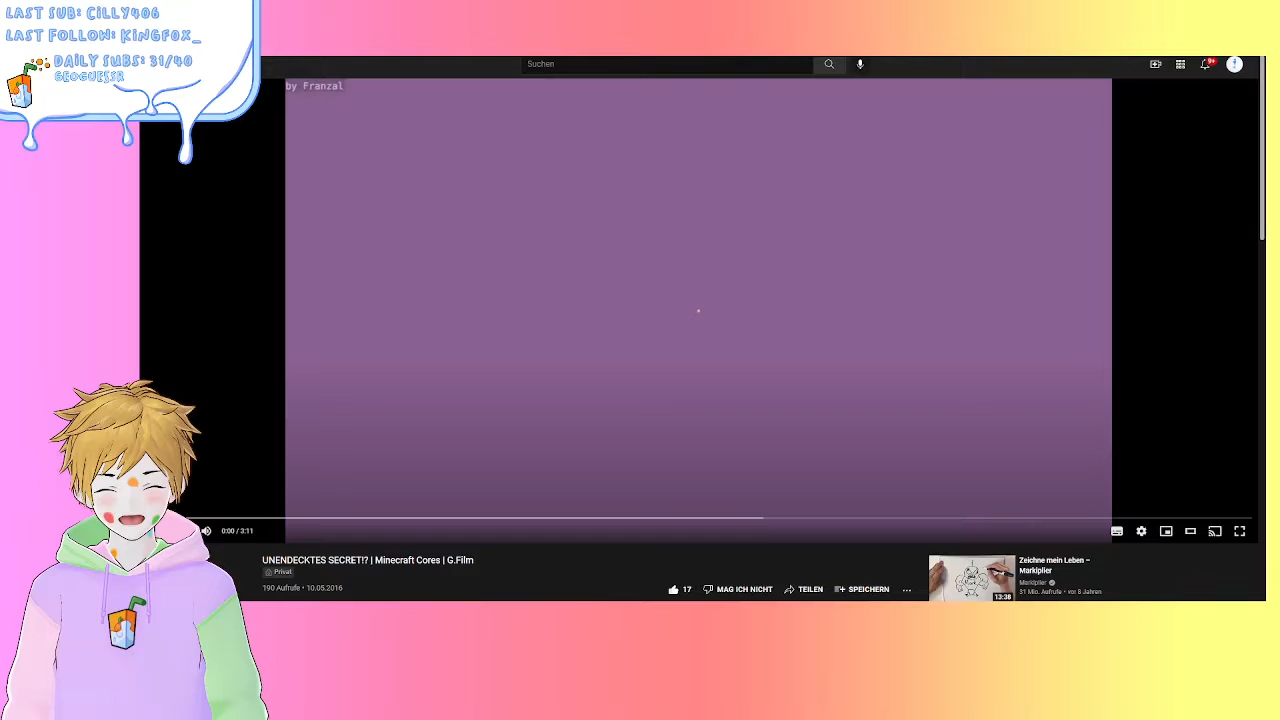 LAST SUB: CILLY406
LAST FOLLOW: KINGFOX_
DAILY SUBS: 31/40
GEOGUESSR
Suchen
9+
by Franzal
0:00 / 3:11
UNENDECKTES SECRET!? | Minecraft Cores | G.Film
Privat
190 Aufrufe • 10.05.2016
17
MAG ICH NICHT
TEILEN
SPEICHERN
Zeichne mein Leben –
Markiplier
Markiplier
31 Mio. Aufrufe • vor 8 Jahren
13:38